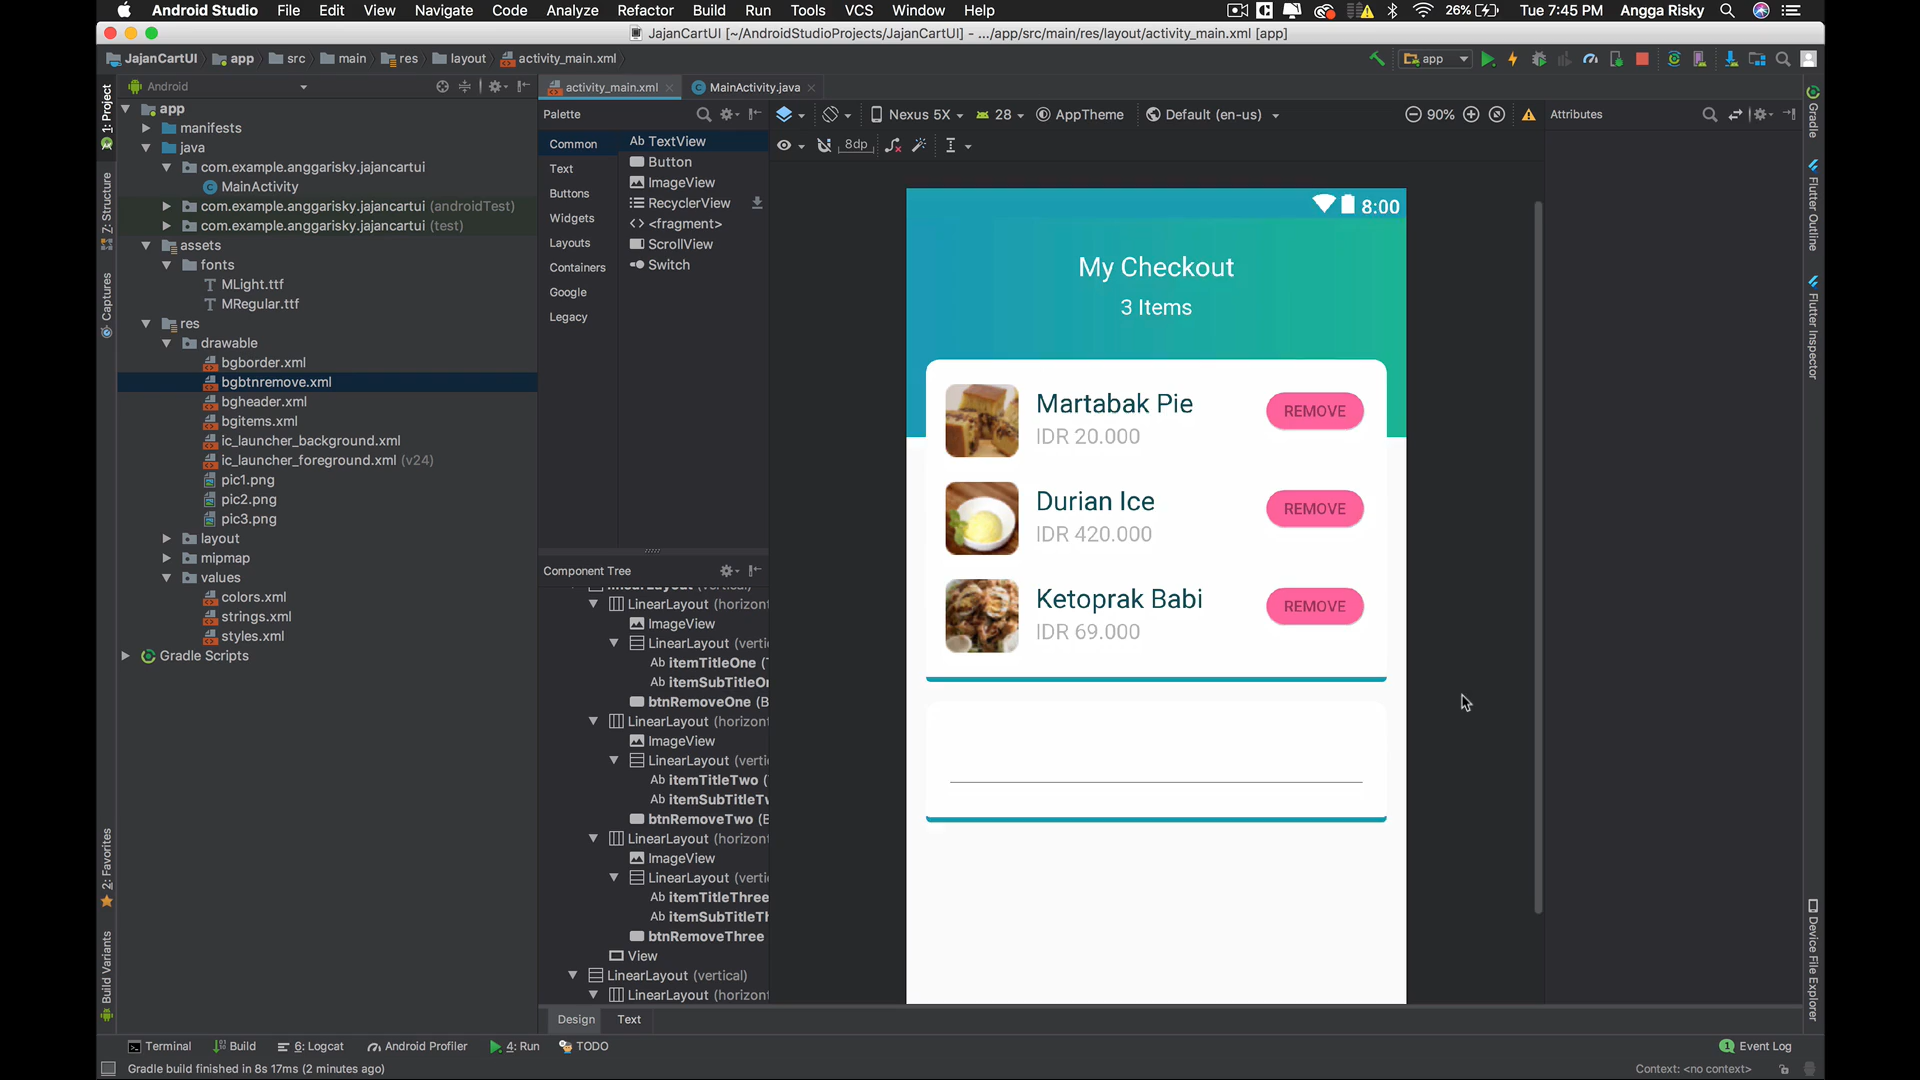 Android Studio File Edit View Navigate Code Analyze Refactor Build Run Tools VCS Window Help 26% Tue 7:45 PM Angga Risky
JajanCartUI [~/AndroidStudioProjects/JajanCartUI] - .../app/src/main/res/layout/activity_main.xml [app]
JajanCartUI app src main res layout activity_main.xml app
1: Project
Z: Structure
Captures
2: Favorites
Build Variants
Android
app
manifests
java
com.example.anggarisky.jajancartui
MainActivity
com.example.anggarisky.jajancartui (androidTest)
com.example.anggarisky.jajancartui (test)
assets
fonts
MLight.ttf
MRegular.ttf
res
drawable
bgborder.xml
bgbtnremove.xml
bgheader.xml
bgitems.xml
ic_launcher_background.xml
ic_launcher_foreground.xml (v24)
pic1.png
pic2.png
pic3.png
layout
mipmap
values
colors.xml
strings.xml
styles.xml
Gradle Scripts
activity_main.xml MainActivity.java
Palette
Common
Text
Buttons
Widgets
Layouts
Containers
Google
Legacy
Ab TextView
Button
ImageView
RecyclerView
<fragment>
ScrollView
Switch
Component Tree
LinearLayout (horizont
ImageView
LinearLayout (vertic
Ab itemTitleOne (T
Ab itemSubTitleOn
btnRemoveOne (B
LinearLayout (horizont
ImageView
LinearLayout (vertic
Ab itemTitleTwo (
Ab itemSubTitleTw
btnRemoveTwo (B
LinearLayout (horizont
ImageView
LinearLayout (vertic
Ab itemTitleThree
Ab itemSubTitleTh
btnRemoveThree
View
LinearLayout (vertical)
LinearLayout (horizont
Nexus 5X 28 AppTheme Default (en-us) 90%
8dp
8:00
My Checkout
3 Items
Martabak Pie
IDR 20.000
REMOVE
Durian Ice
IDR 420.000
REMOVE
Ketoprak Babi
IDR 69.000
REMOVE
Attributes
Gradle
Flutter Outline
Flutter Inspector
Device File Explorer
Design Text
Terminal Build 6: Logcat Android Profiler 4: Run TODO 1 Event Log
Gradle build finished in 8s 17ms (2 minutes ago) Context: <no context>